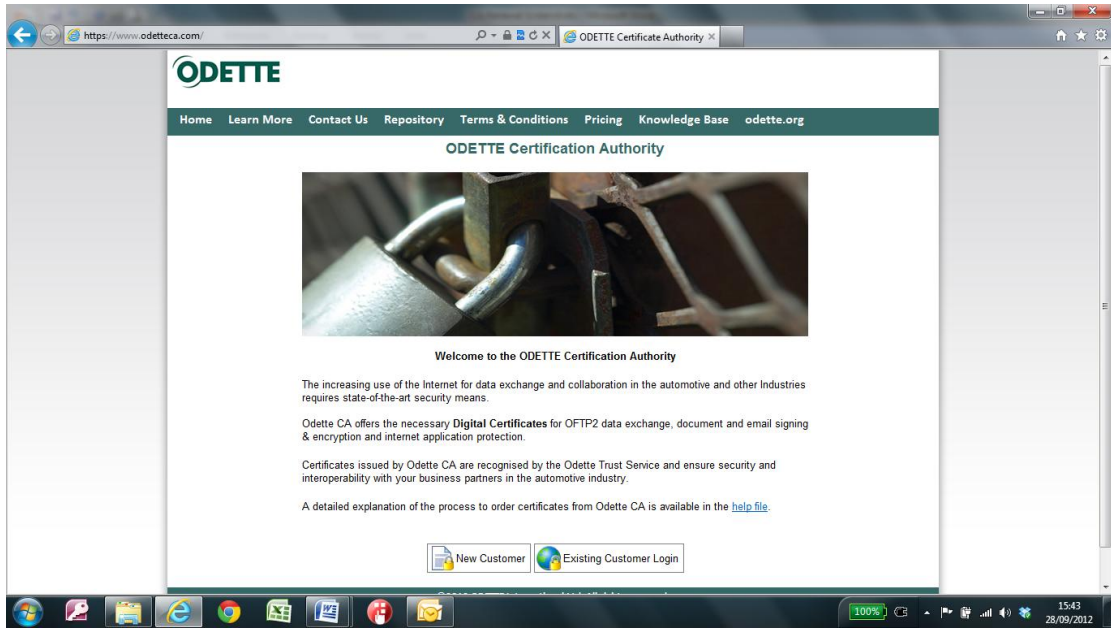 https://www.odetteca.com/
ODETTE Certificate Authority
ODETTE
Home Learn More Contact Us Repository Terms & Conditions Pricing Knowledge Base odette.org
ODETTE Certification Authority
Welcome to the ODETTE Certification Authority
The increasing use of the Internet for data exchange and collaboration in the automotive and other Industries
requires state-of-the-art security means.
Odette CA offers the necessary Digital Certificates for OFTP2 data exchange, document and email signing
& encryption and internet application protection.
Certificates issued by Odette CA are recognised by the Odette Trust Service and ensure security and
interoperability with your business partners in the automotive industry.
A detailed explanation of the process to order certificates from Odette CA is available in the help file.
New Customer Existing Customer Login
100% 15:43
28/09/2012